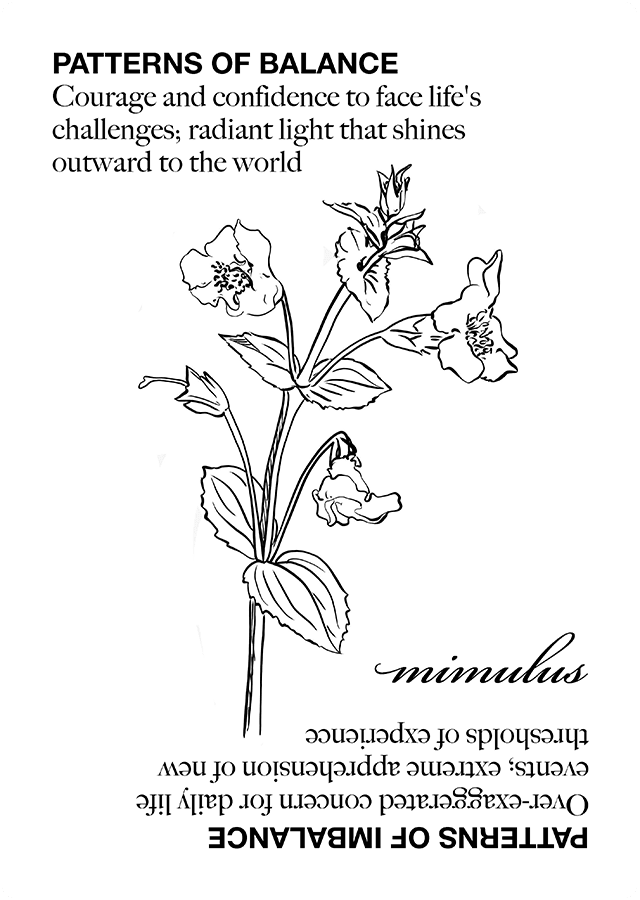 PATTERNS OF BALANCE
Courage and confidence to face life's
challenges; radiant light that shines
outward to the world
mimulus
PATTERNS OF IMBALANCE
Over-exaggerated concern for daily life
events; extreme apprehension of new
thresholds of experience